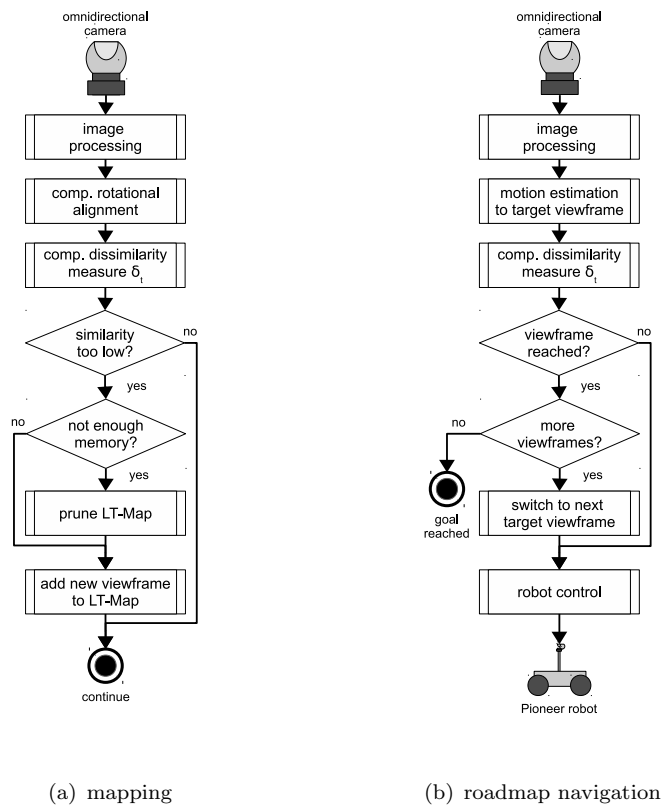 omnidirectional
camera
image
processing
comp. rotational
alignment
comp. dissimilarity
measure δt
similarity
too low?
no
yes
not enough
memory?
no
yes
prune LT-Map
add new viewframe
to LT-Map
continue
(a) mapping
omnidirectional
camera
image
processing
motion estimation
to target viewframe
comp. dissimilarity
measure δt
viewframe
reached?
no
yes
more
viewframes?
no
yes
goal
reached
switch to next
target viewframe
robot control
Pioneer robot
(b) roadmap navigation